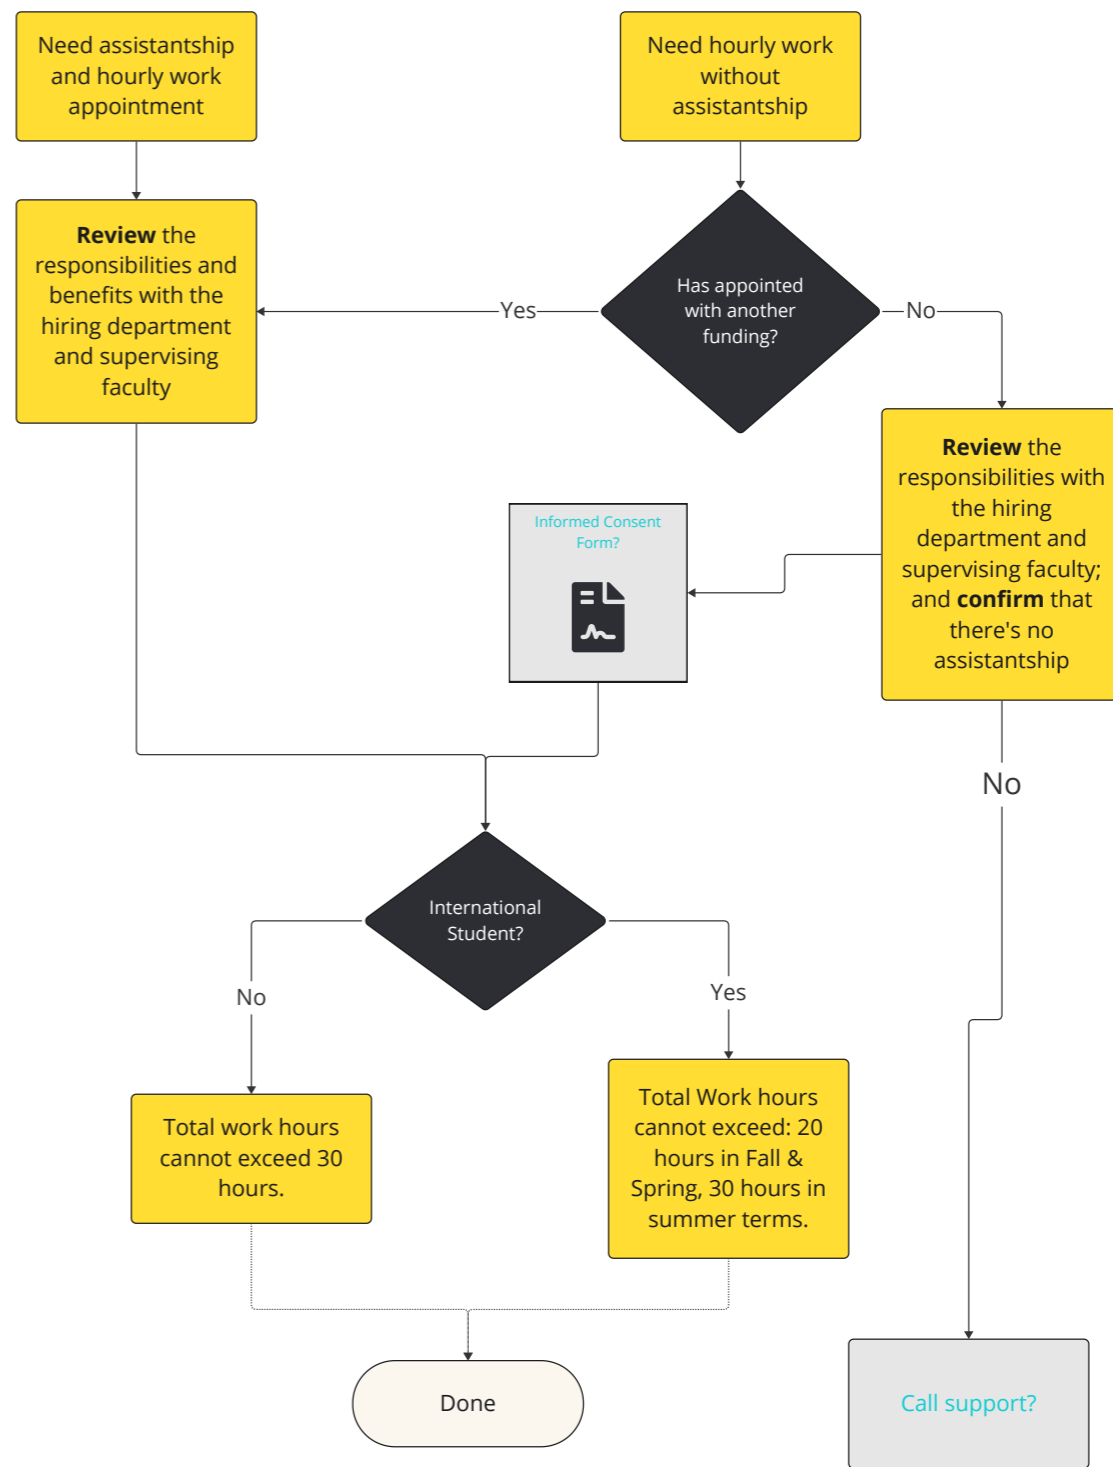 Need assistantship
and hourly work
appointment
Need hourly work
without
assistantship
Review the
responsibilities and
benefits with the
hiring department
and supervising
faculty
Has appointed
with another
funding?
Yes
No
Review the
responsibilities with
the hiring
department and
supervising faculty;
and confirm that
there's no
assistantship
Informed Consent
Form?
No
International
Student?
No
Yes
Total work hours
cannot exceed 30
hours.
Total Work hours
cannot exceed: 20
hours in Fall &
Spring, 30 hours in
summer terms.
Done
Call support?